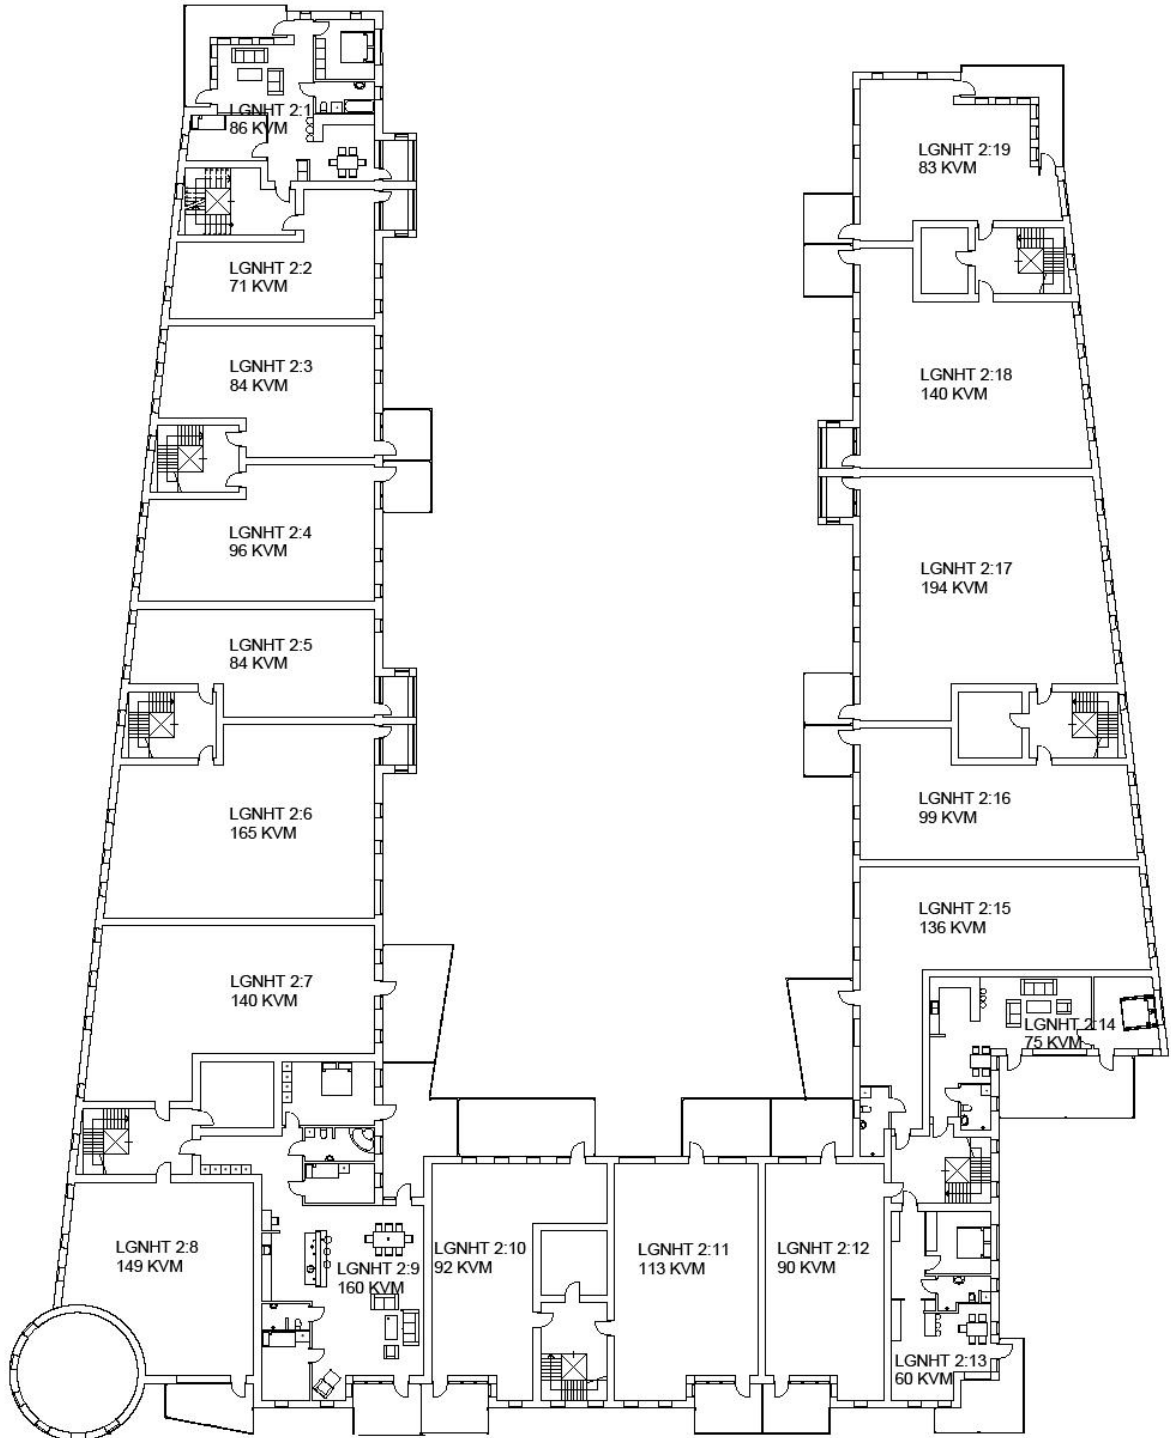 LGNHT 2:1
86 KVM
LGNHT 2:2
71 KVM
LGNHT 2:3
84 KVM
LGNHT 2:4
96 KVM
LGNHT 2:5
84 KVM
LGNHT 2:6
165 KVM
LGNHT 2:7
140 KVM
LGNHT 2:8
149 KVM
LGNHT 2:9
160 KVM
LGNHT 2:10
92 KVM
LGNHT 2:11
113 KVM
LGNHT 2:12
90 KVM
LGNHT 2:13
60 KVM
LGNHT 2:14
75 KVM
LGNHT 2:15
136 KVM
LGNHT 2:16
99 KVM
LGNHT 2:17
194 KVM
LGNHT 2:18
140 KVM
LGNHT 2:19
83 KVM